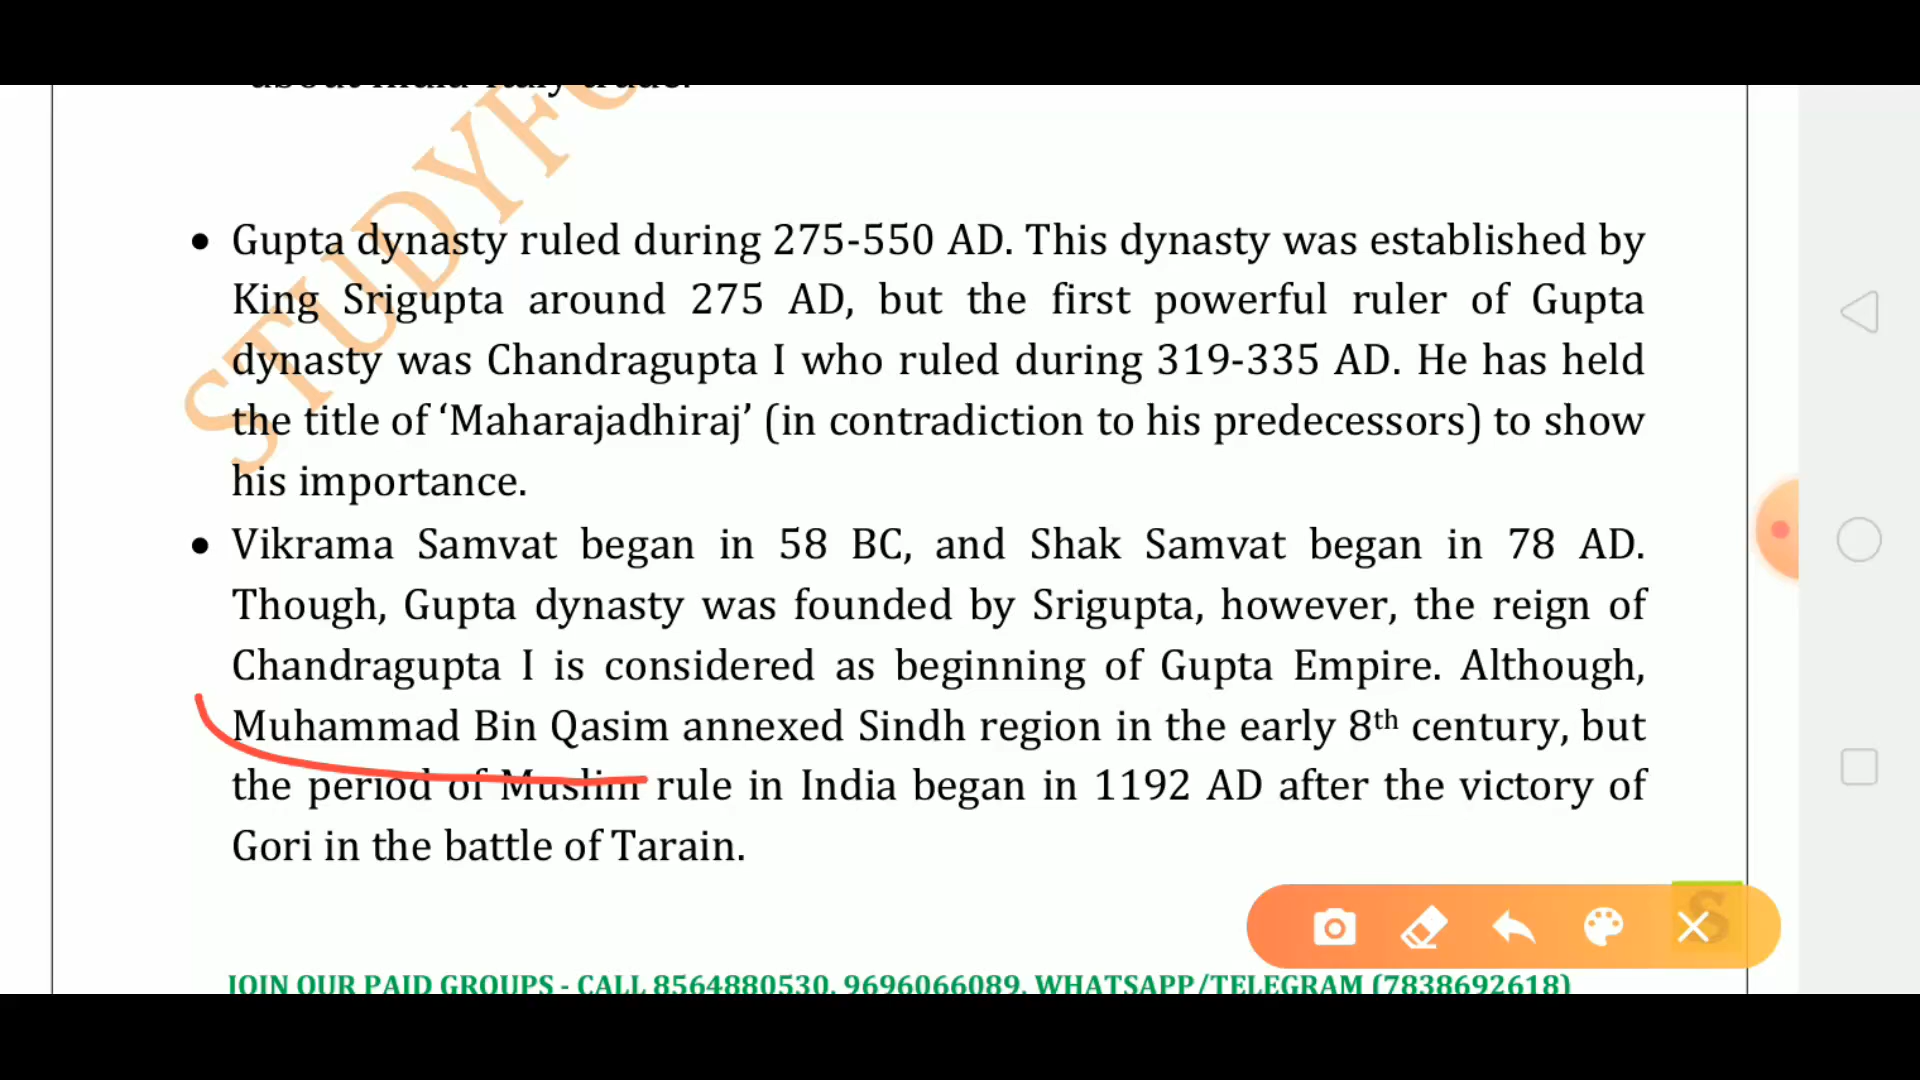 about India-Italy trade.
• Gupta dynasty ruled during 275-550 AD. This dynasty was established by
King Srigupta around 275 AD, but the first powerful ruler of Gupta
dynasty was Chandragupta I who ruled during 319-335 AD. He has held
the title of ‘Maharajadhiraj’ (in contradiction to his predecessors) to show
his importance.
• Vikrama Samvat began in 58 BC, and Shak Samvat began in 78 AD.
Though, Gupta dynasty was founded by Srigupta, however, the reign of
Chandragupta I is considered as beginning of Gupta Empire. Although,
Muhammad Bin Qasim annexed Sindh region in the early 8th century, but
the period of Muslim rule in India began in 1192 AD after the victory of
Gori in the battle of Tarain.
JOIN OUR PAID GROUPS - CALL 8564880530, 9696066089, WHATSAPP/TELEGRAM (7838692618)
S